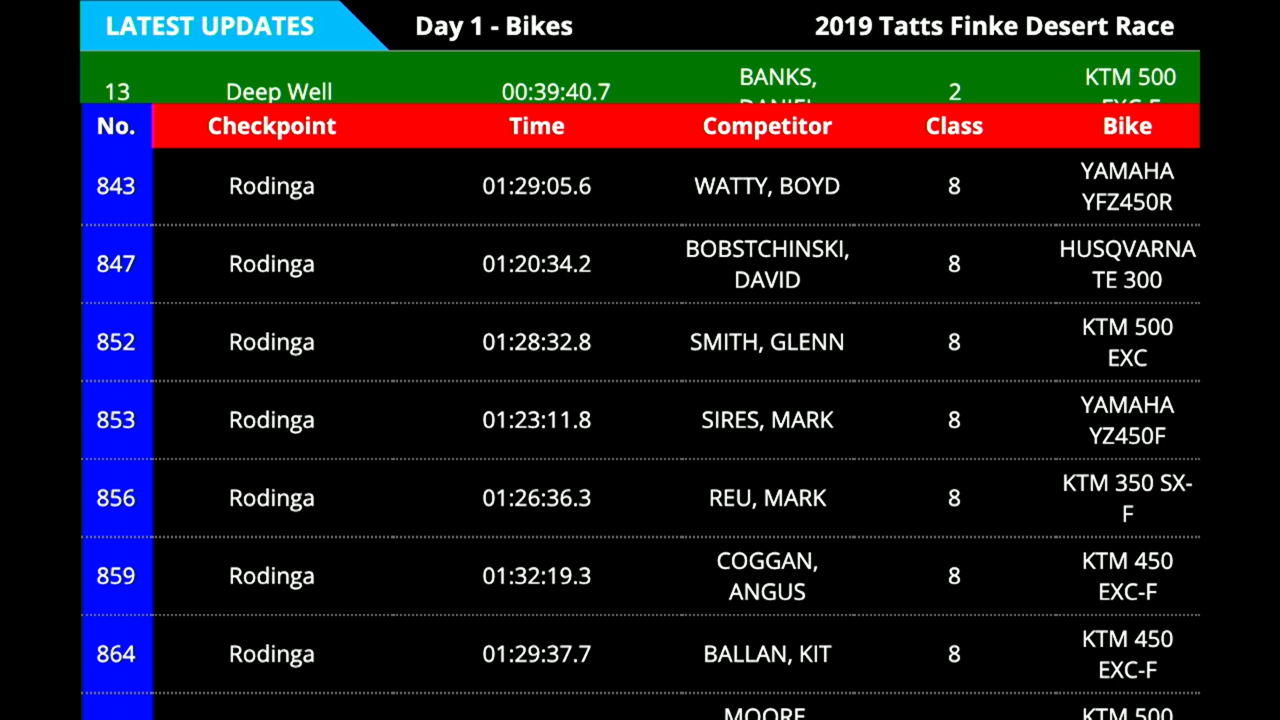 LATEST UPDATES Day 1 - Bikes 2019 Tatts Finke Desert Race
13 Deep Well 00:39:40.7 BANKS, DANIEL 2 KTM 500 EXC-F
No. Checkpoint Time Competitor Class Bike
843 Rodinga 01:29:05.6 WATTY, BOYD 8 YAMAHA YFZ450R
847 Rodinga 01:20:34.2 BOBSTCHINSKI, DAVID 8 HUSQVARNA TE 300
852 Rodinga 01:28:32.8 SMITH, GLENN 8 KTM 500 EXC
853 Rodinga 01:23:11.8 SIRES, MARK 8 YAMAHA YZ450F
856 Rodinga 01:26:36.3 REU, MARK 8 KTM 350 SX-F
859 Rodinga 01:32:19.3 COGGAN, ANGUS 8 KTM 450 EXC-F
864 Rodinga 01:29:37.7 BALLAN, KIT 8 KTM 450 EXC-F
MOORE, KTM 500